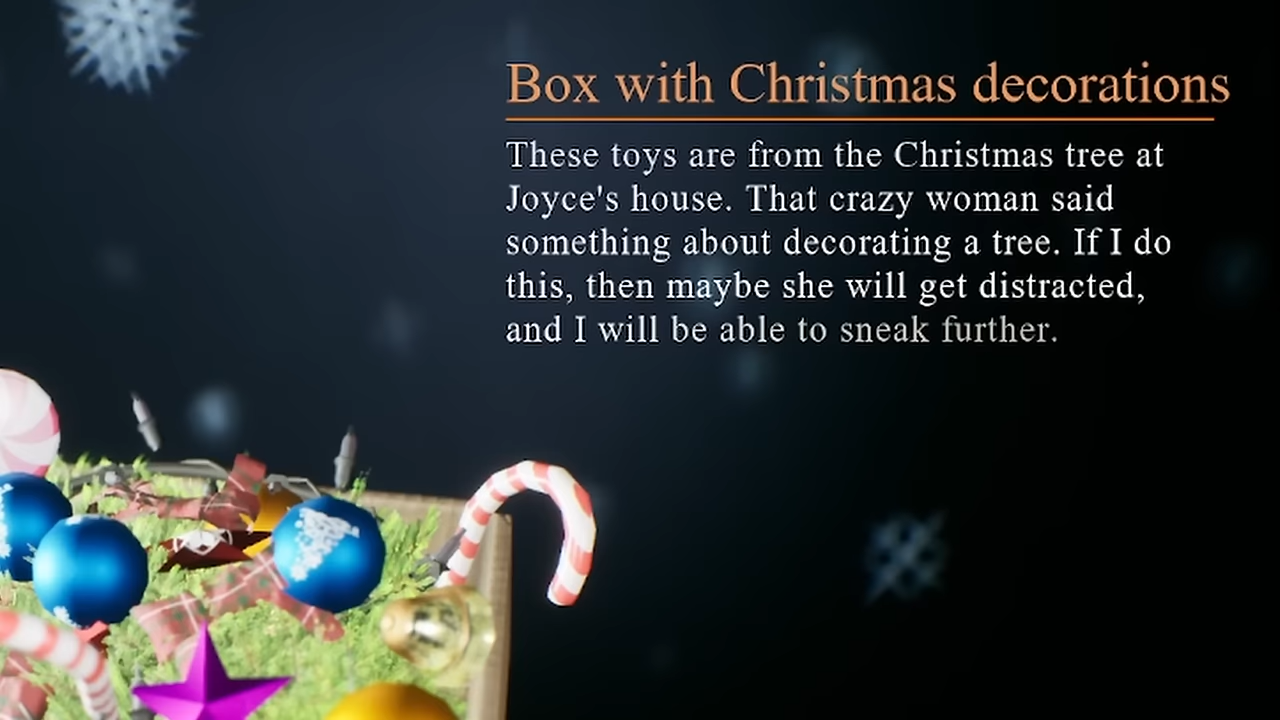 Box with Christmas decorations
These toys are from the Christmas tree at
Joyce's house. That crazy woman said
something about decorating a tree. If I do
this, then maybe she will get distracted,
and I will be able to sneak further.